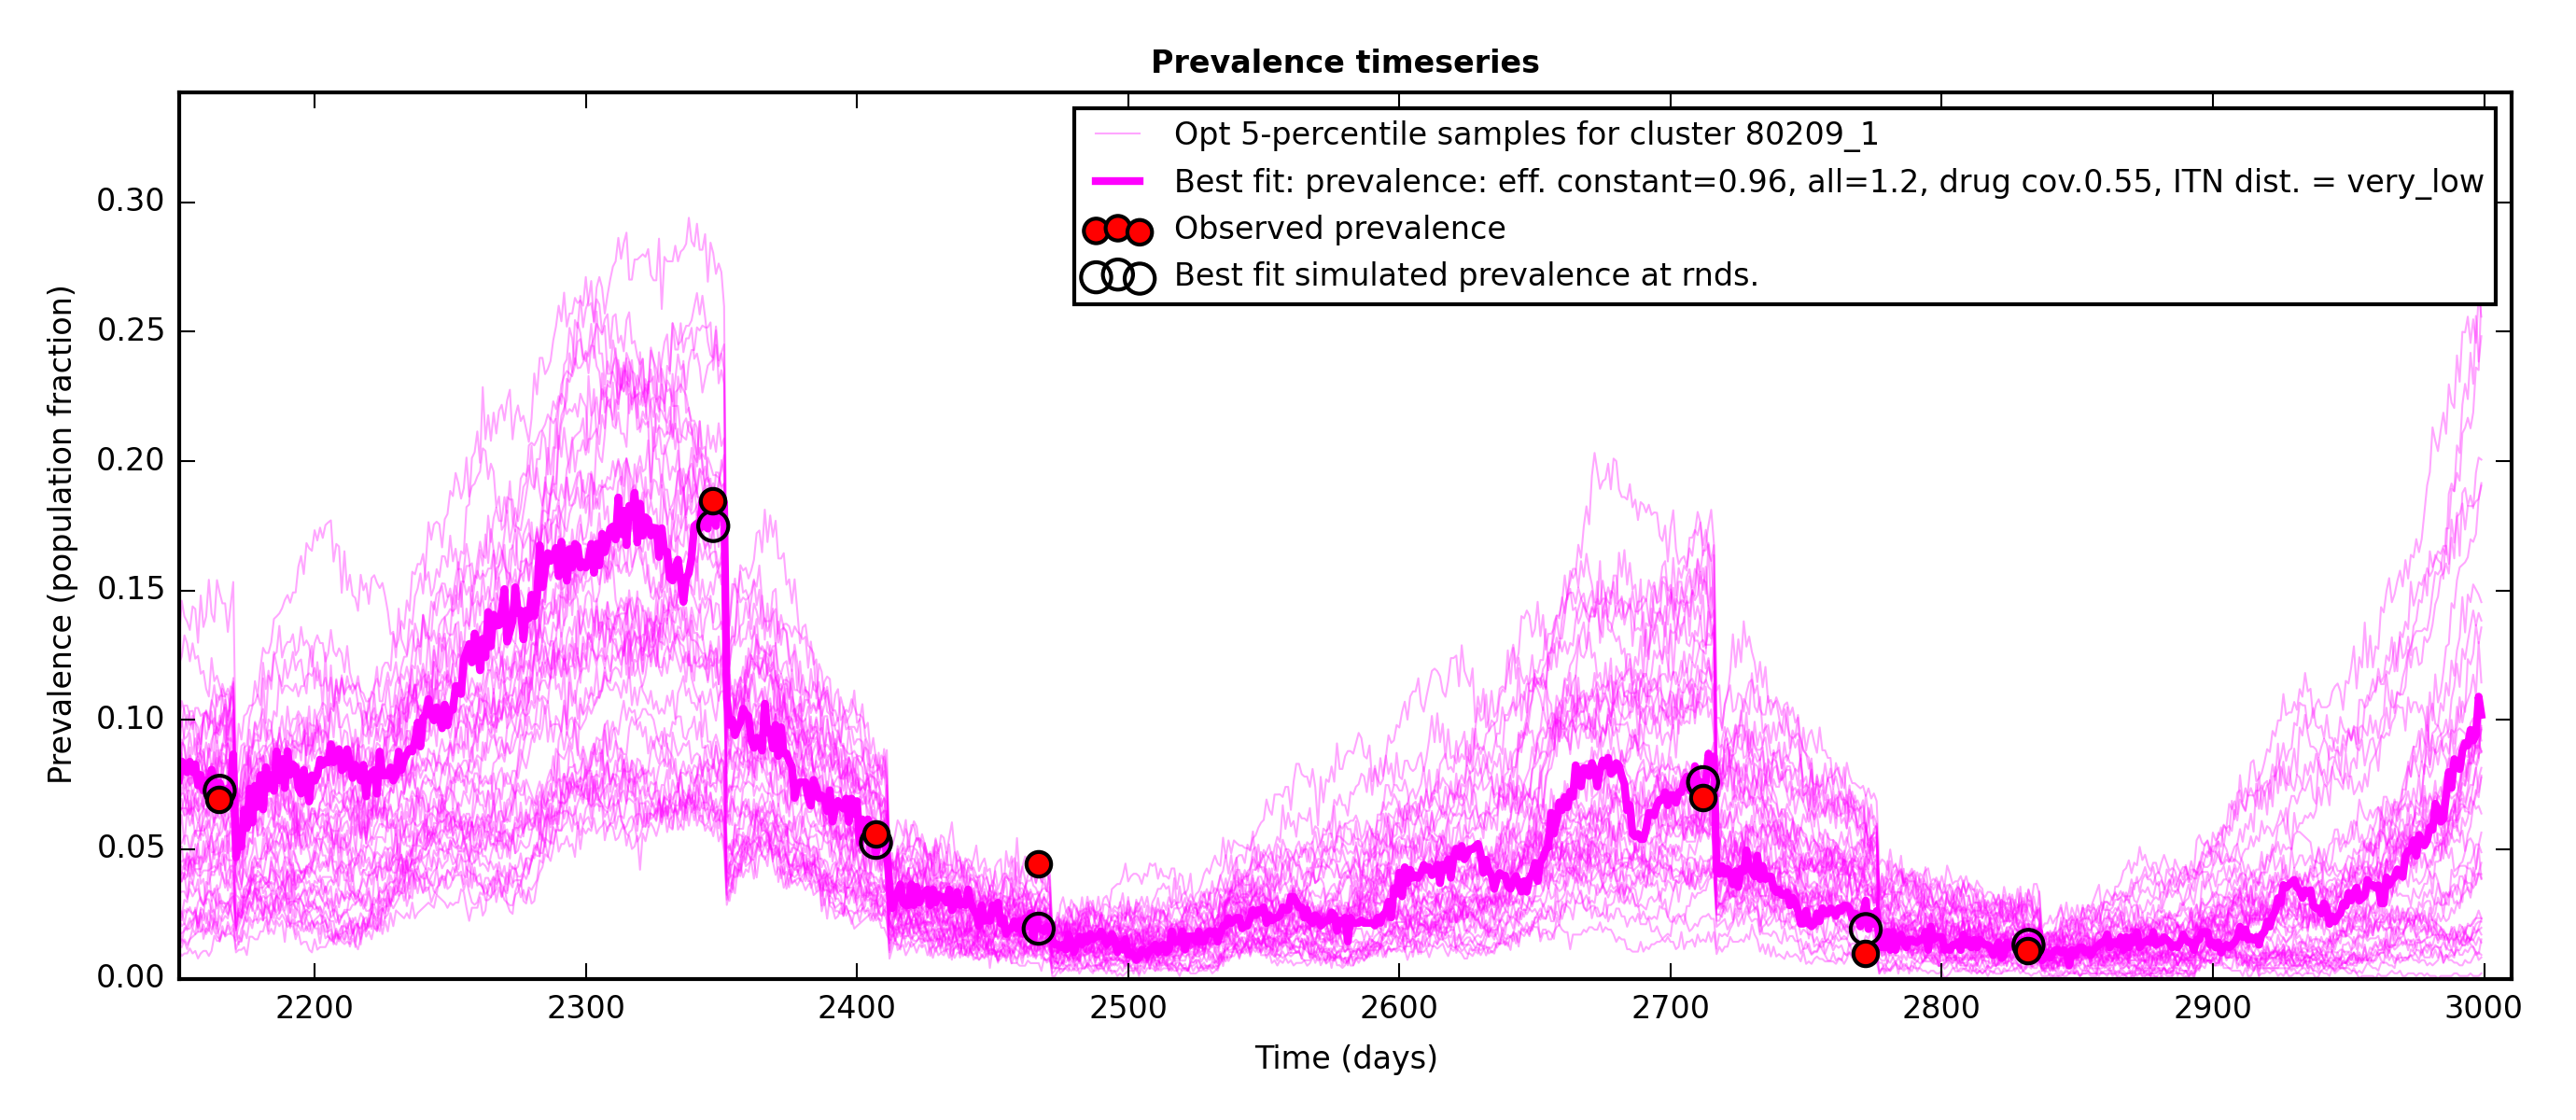 Prevalence timeseries
Opt 5-percentile samples for cluster 80209_1
Best fit: prevalence: eff. constant=0.96, all=1.2, drug cov.0.55, ITN dist. = very_low
Observed prevalence
Best fit simulated prevalence at rnds.
Prevalence (population fraction)
0.30
0.25
0.20
0.15
0.10
0.05
0.00
2200 2300 2400 2500 2600 2700 2800 2900 3000
Time (days)